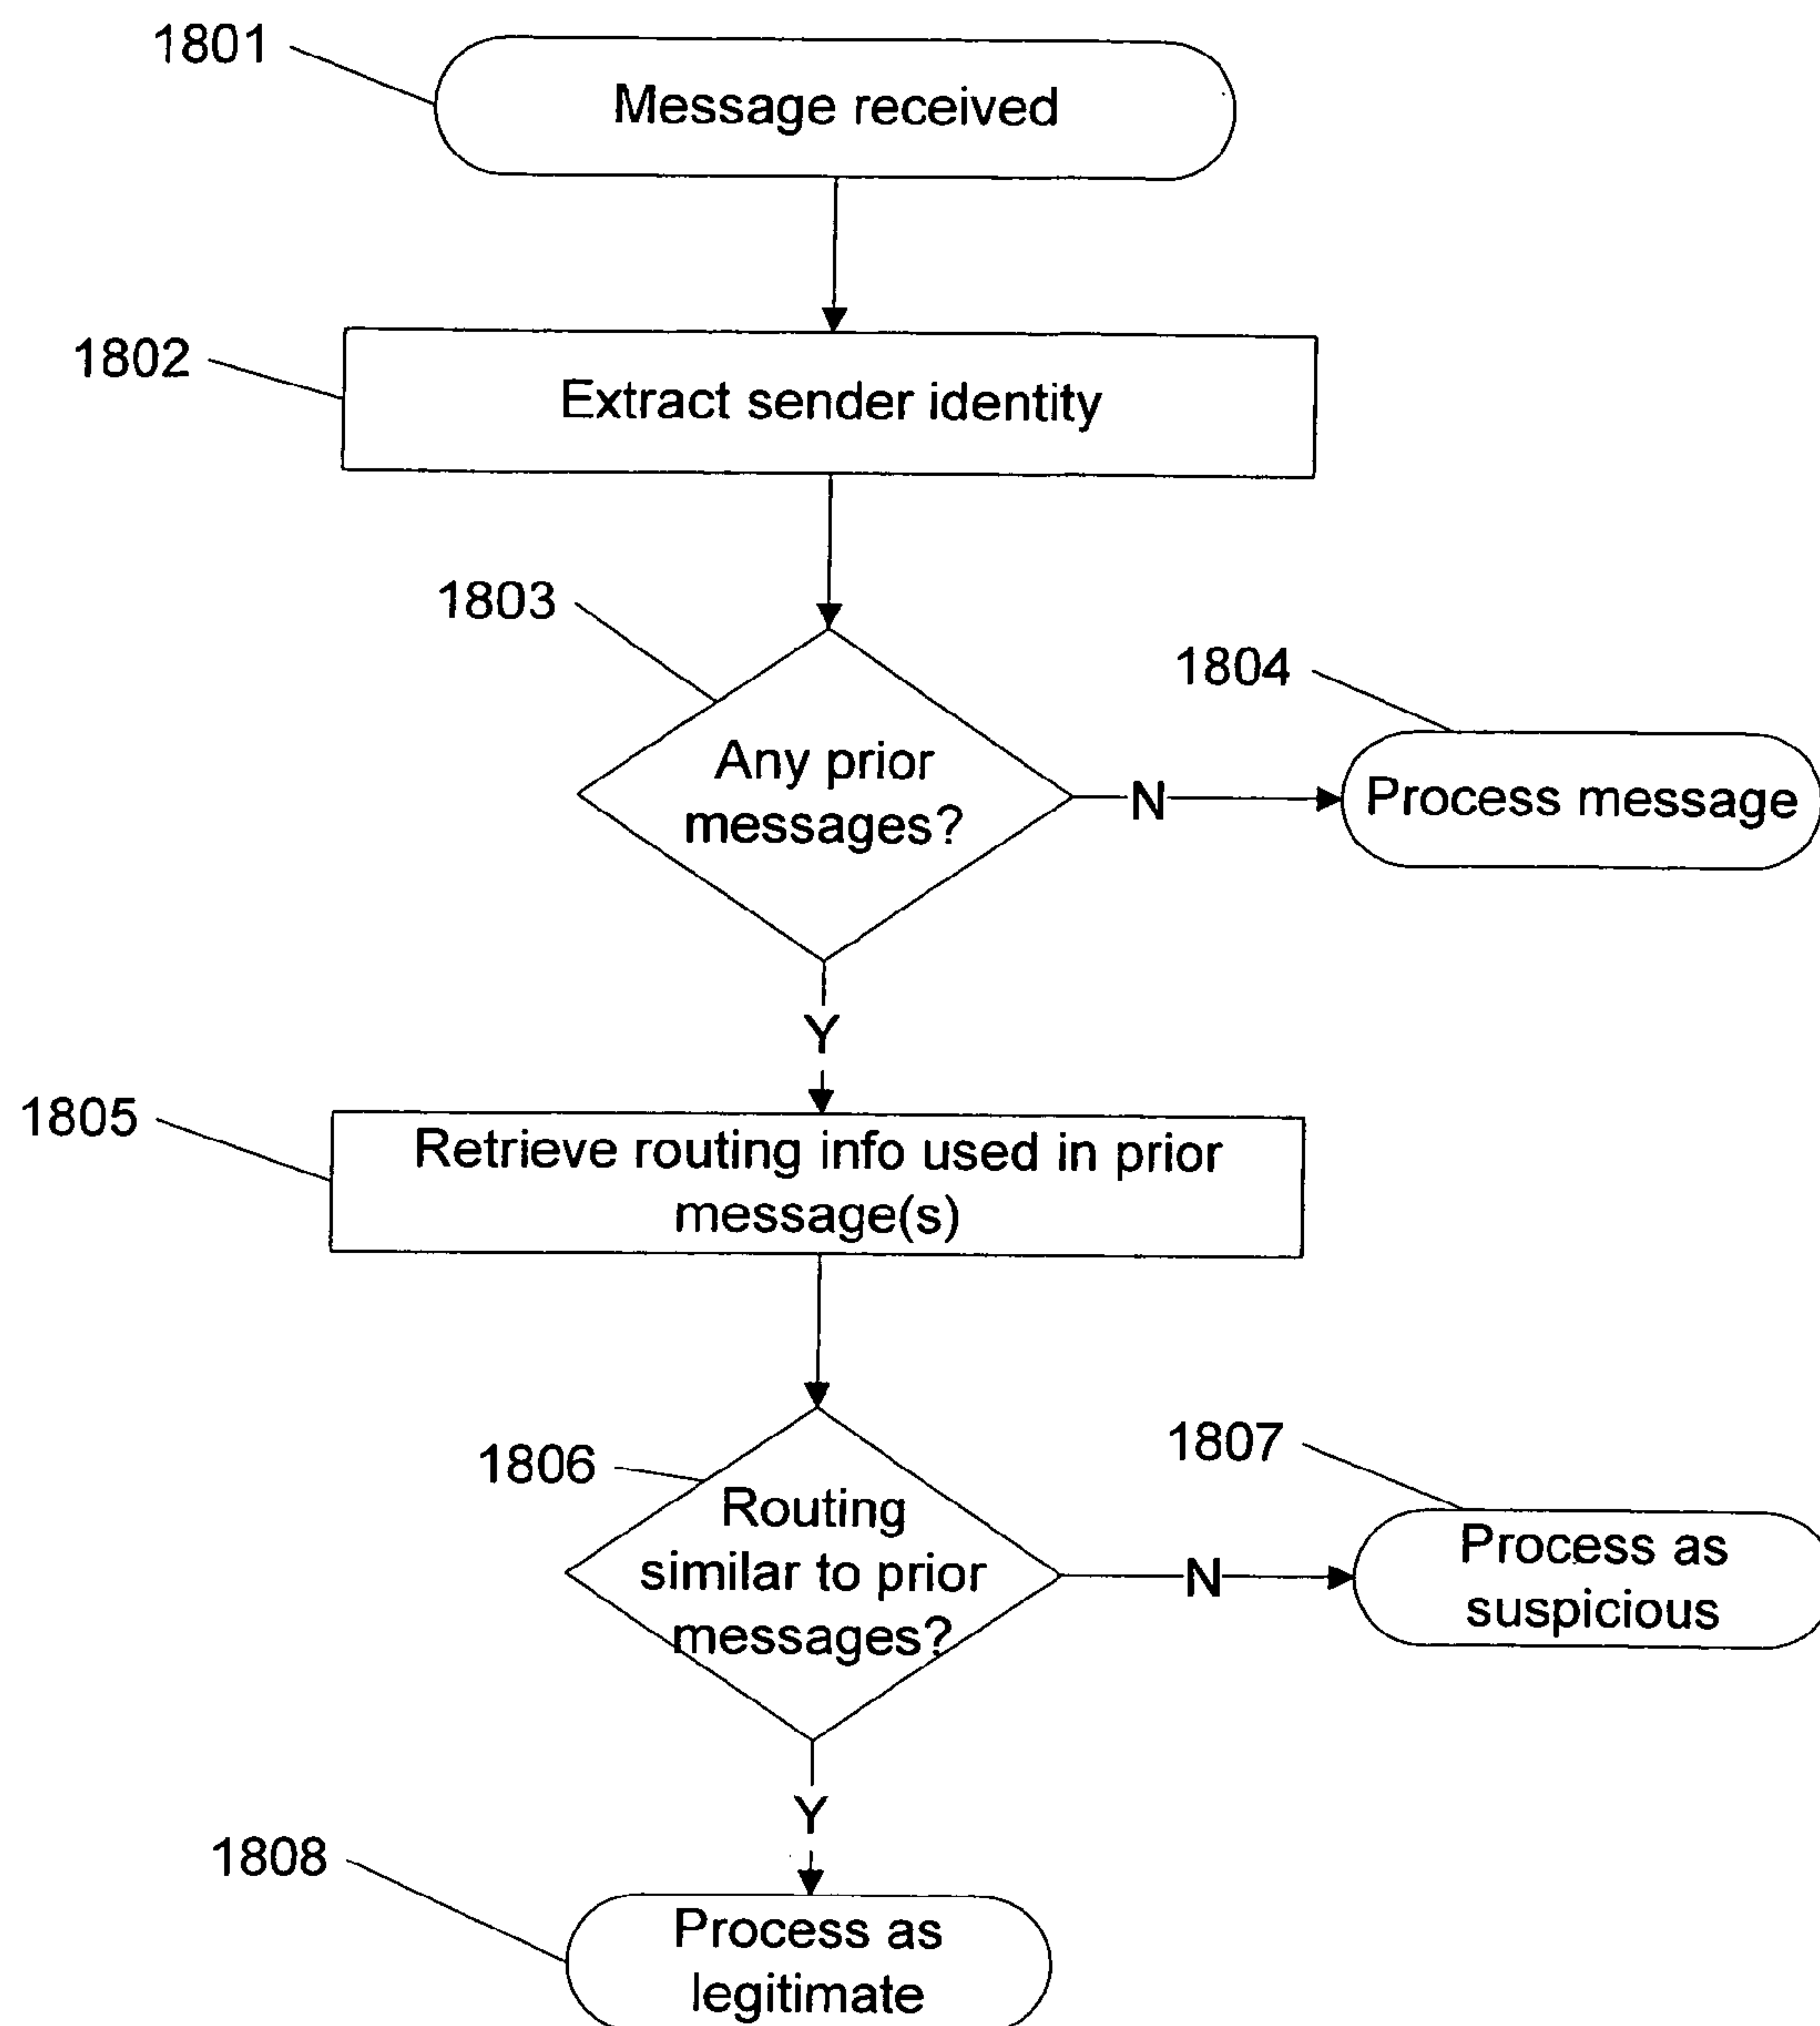 1801
Message received
1802
Extract sender identity
1803
1804
Any prior
messages?
N
Process message
Y
1805
Retrieve routing info used in prior
message(s)
1806
1807
Routing
similar to prior
messages?
N
Process as
suspicious
Y
1808
Process as
legitimate